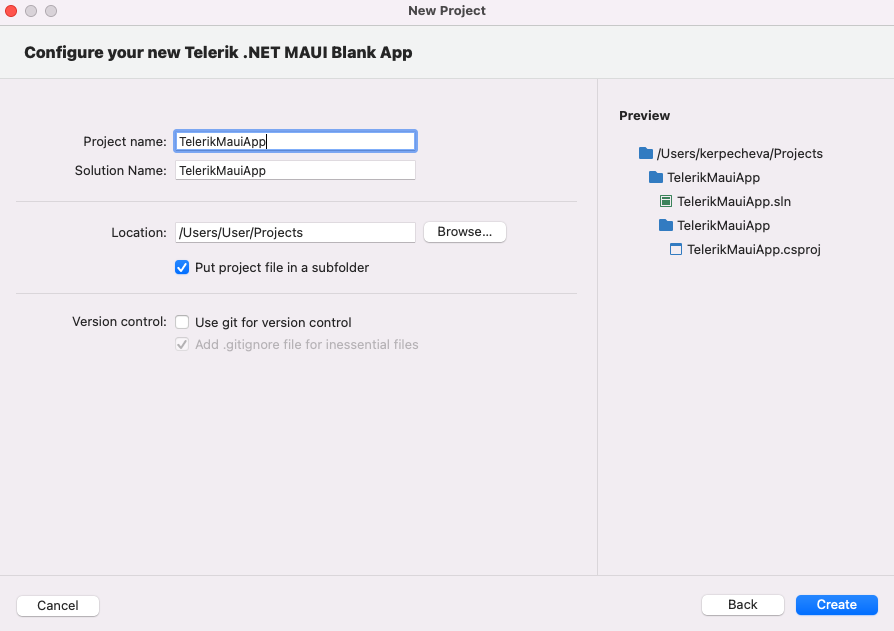 New Project
Configure your new Telerik .NET MAUI Blank App
Project name: TelerikMauiApp
Solution Name: TelerikMauiApp
Location: /Users/User/Projects Browse...
Put project file in a subfolder
Version control: Use git for version control
Add .gitignore file for inessential files
Preview
/Users/kerpecheva/Projects
TelerikMauiApp
TelerikMauiApp.sln
TelerikMauiApp
TelerikMauiApp.csproj
Cancel Back Create